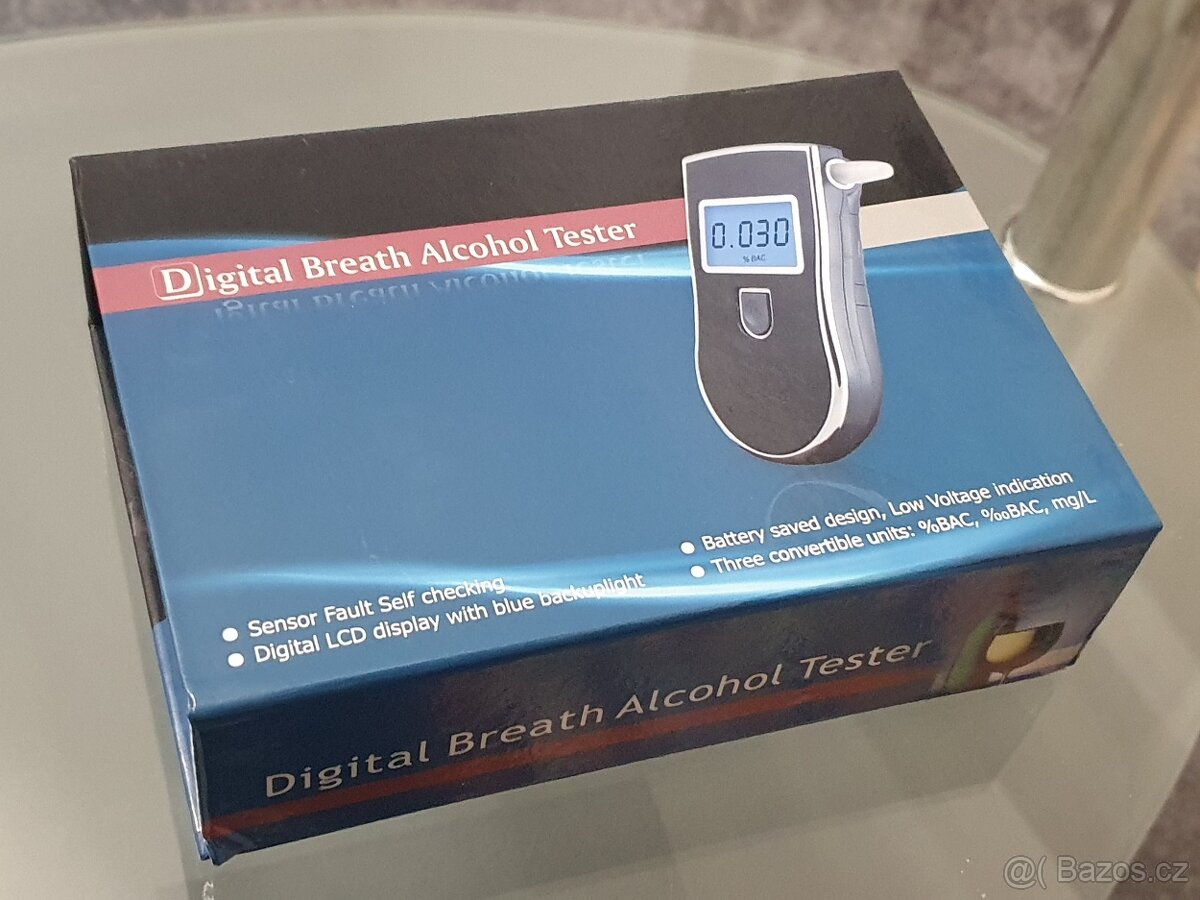 Digital Breath Alcohol Tester
0.030
%BAC
Battery saved design, Low Voltage indication
Three convertible units: %BAC, ‰BAC, mg/L
Sensor Fault Self checking
Digital LCD display with blue backuplight
Digital Breath Alcohol Tester
@( Bazos.cz